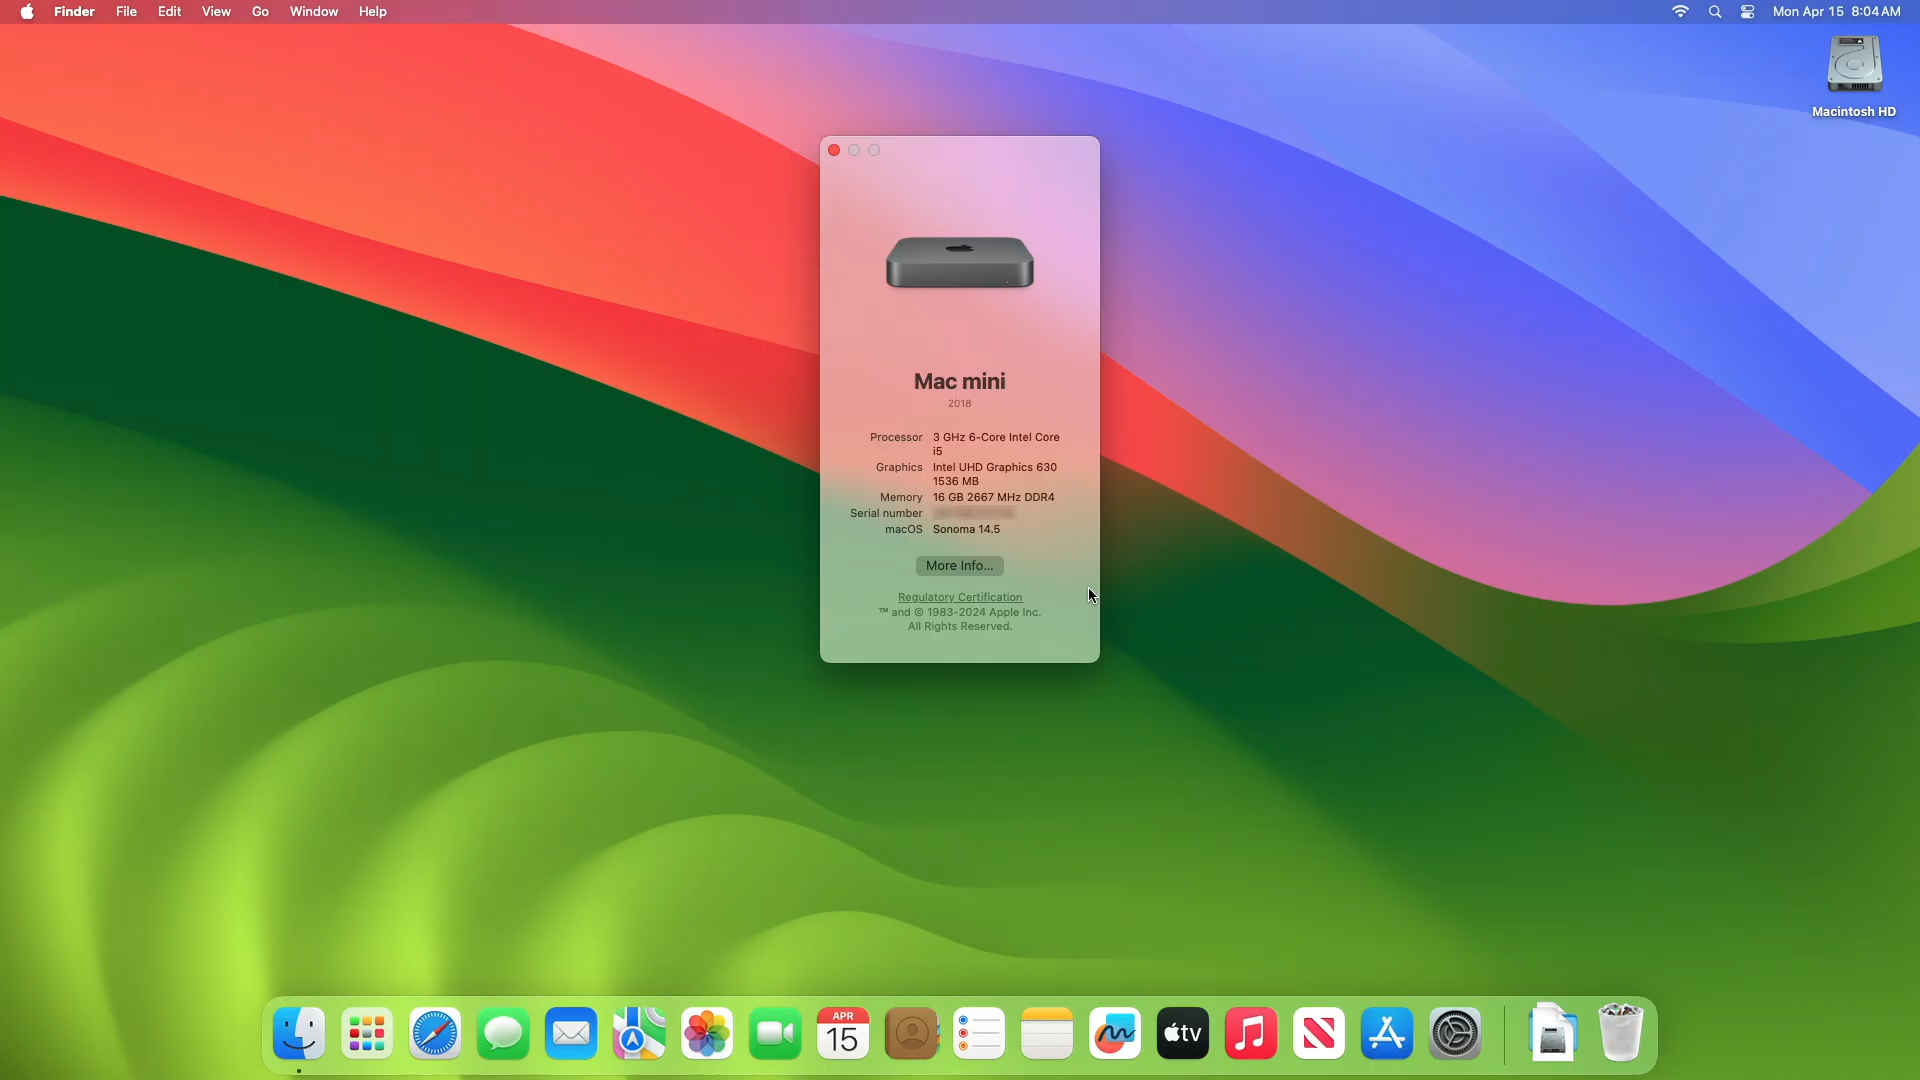 Finder File Edit View Go Window Help
Mon Apr 15 8:04 AM
Macintosh HD
Mac mini
2018
Processor 3 GHz 6-Core Intel Core
i5
Graphics Intel UHD Graphics 630
1536 MB
Memory 16 GB 2667 MHz DDR4
Serial number
macOS Sonoma 14.5
More Info...
Regulatory Certification
™ and © 1983-2024 Apple Inc.
All Rights Reserved.
APR
15
tv